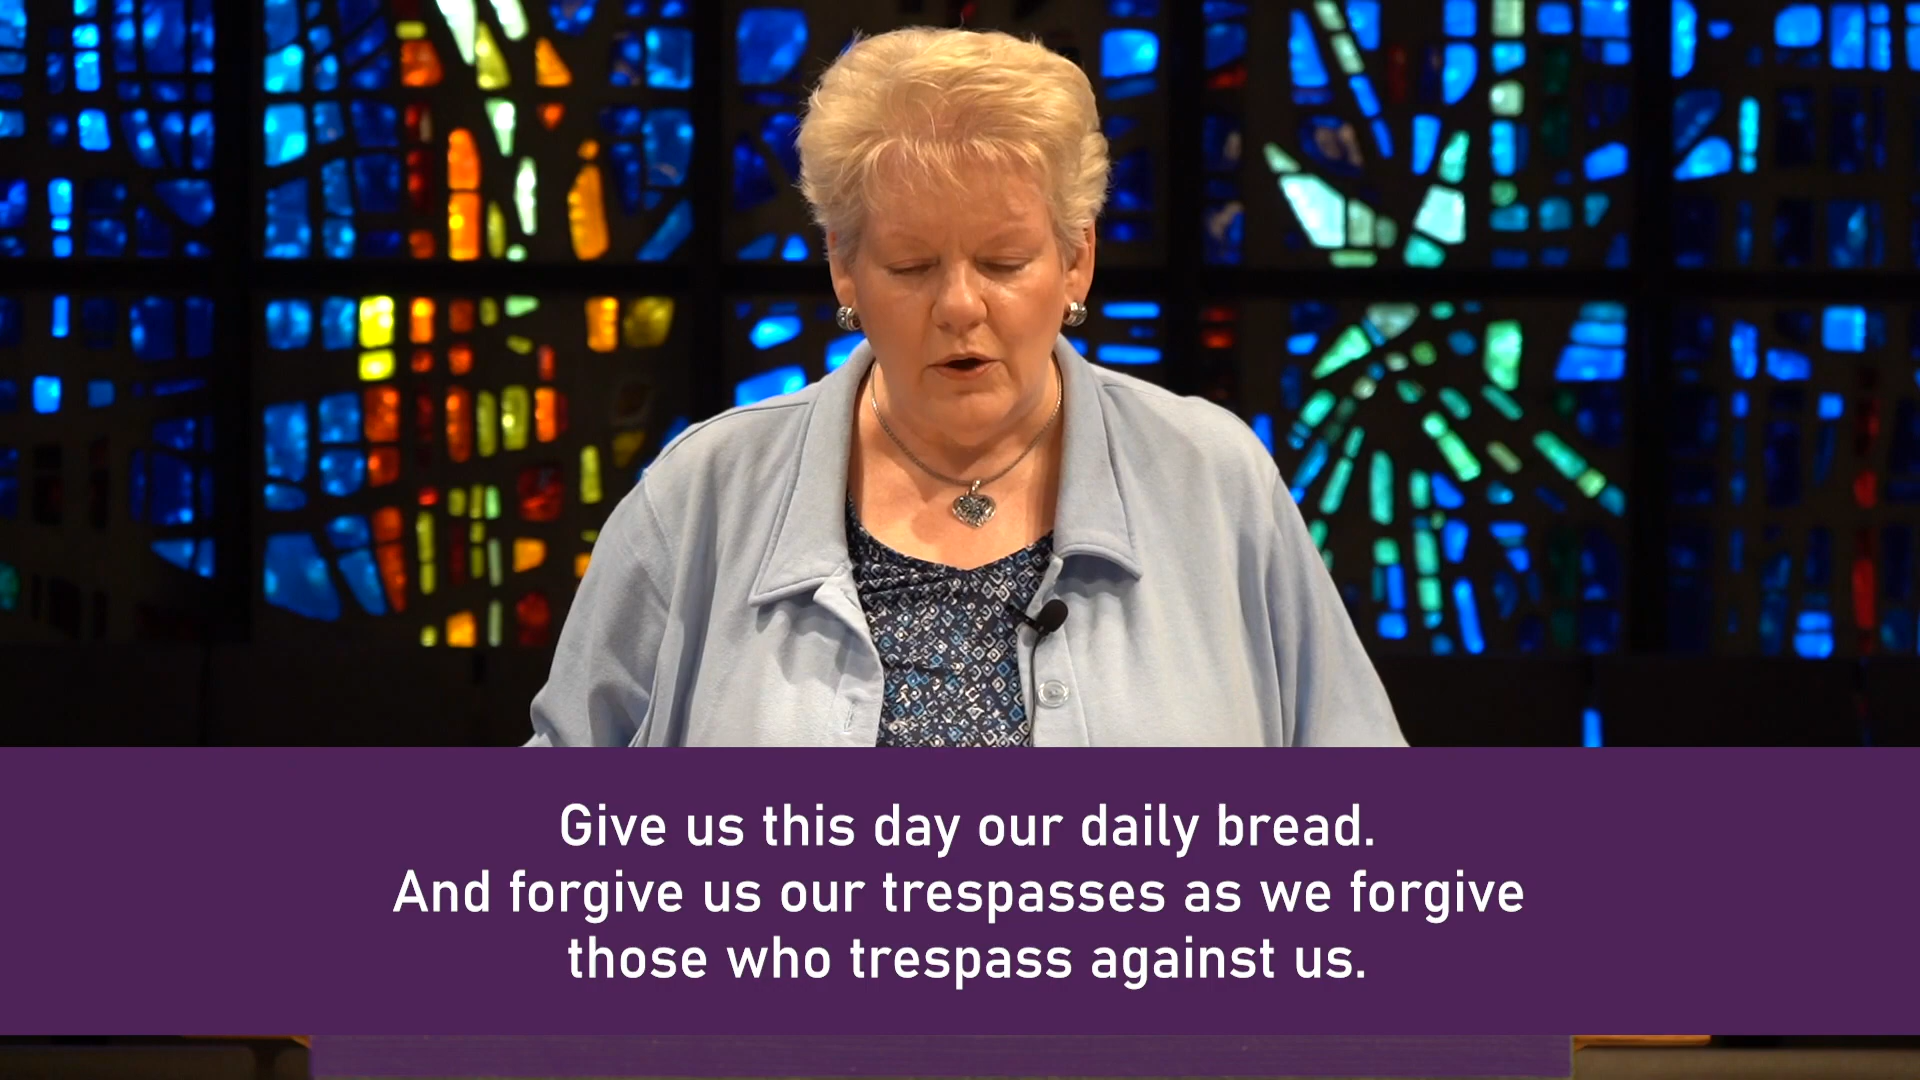 Give us this day our daily bread.
And forgive us our trespasses as we forgive
those who trespass against us.